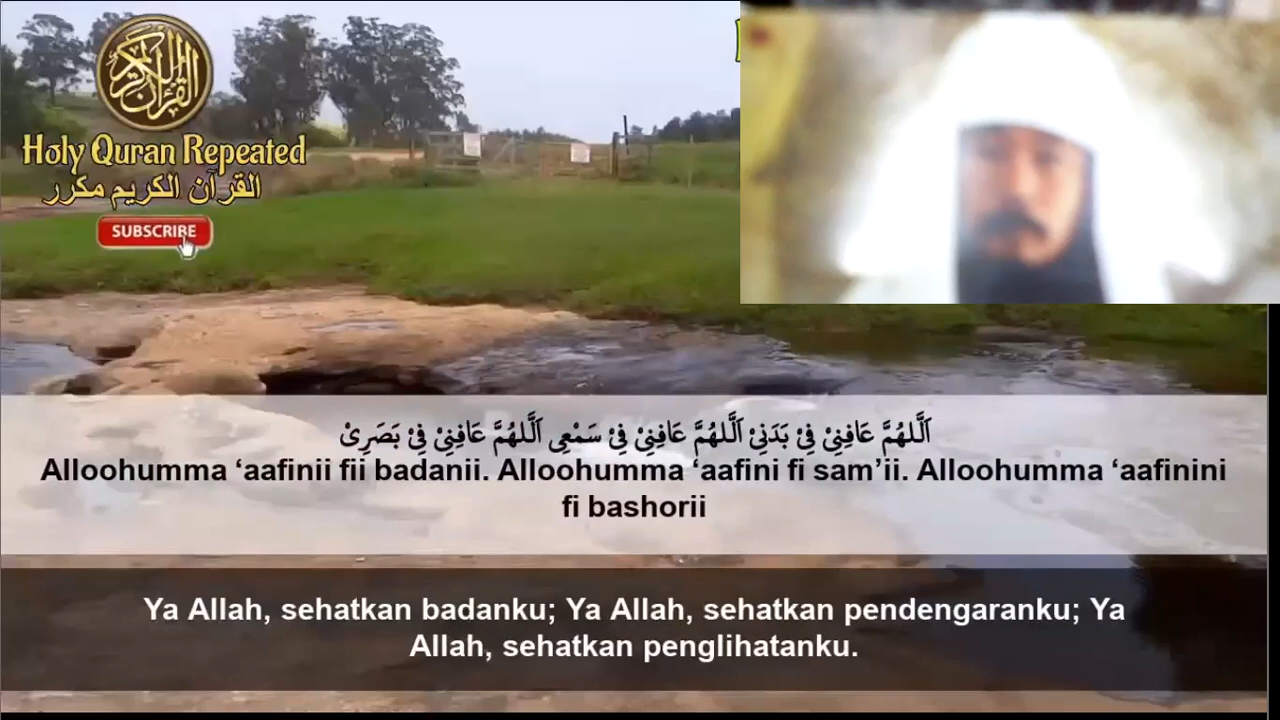 Holy Quran Repeated
القرآن الكريم مكرر
SUBSCRIBE
اَللّٰهُمَّ عَافِنِيْ فِيْ بَدَنِيْ اَللّٰهُمَّ عَافِنِيْ فِيْ سَمْعِى اَللّٰهُمَّ عَافِنِيْ فِيْ بَصَرِىْ
Alloohumma ‘aafinii fii badanii. Alloohumma ‘aafini fi sam’ii. Alloohumma ‘aafinini
fi bashorii
Ya Allah, sehatkan badanku; Ya Allah, sehatkan pendengaranku; Ya
Allah, sehatkan penglihatanku.